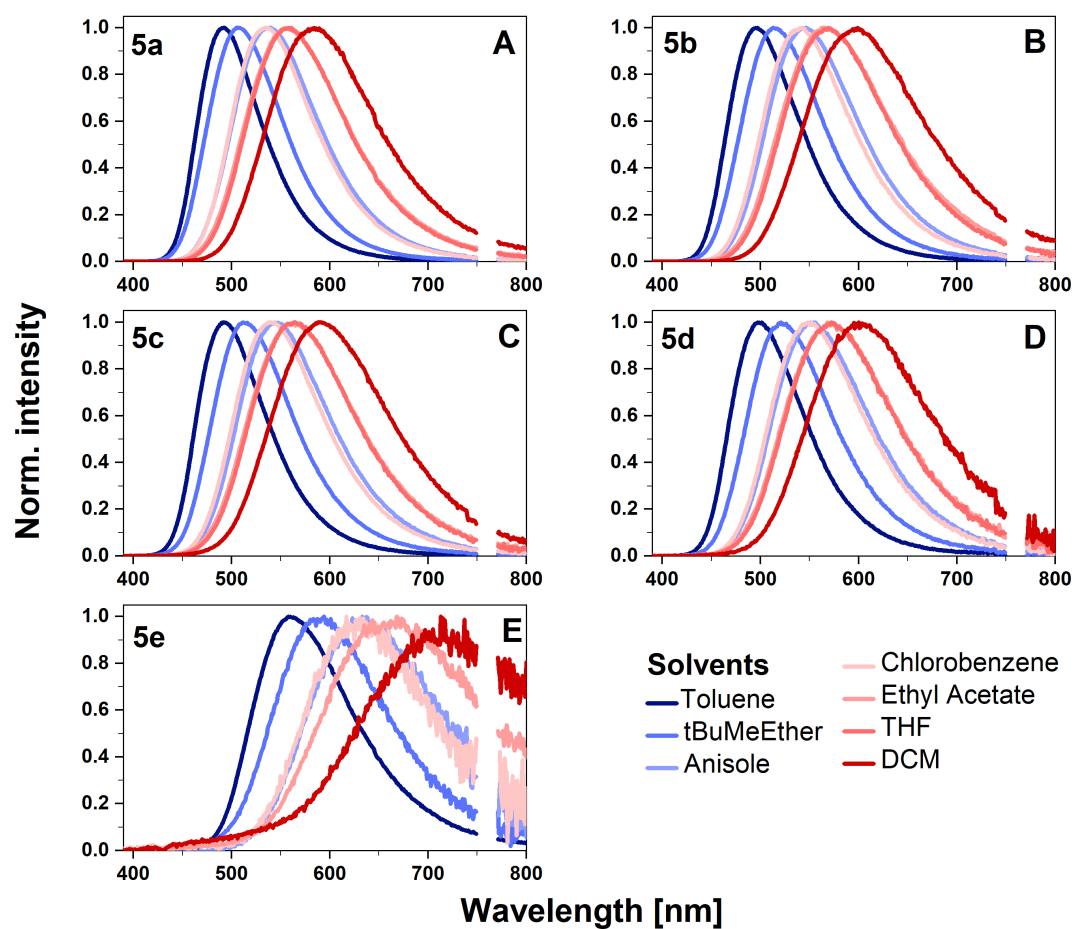 5a
A
1.0
0.8
0.6
0.4
0.2
0.0
400 500 600 700 800
5b
B
1.0
0.8
0.6
0.4
0.2
0.0
400 500 600 700 800
5c
C
1.0
0.8
0.6
0.4
0.2
0.0
400 500 600 700 800
5d
D
1.0
0.8
0.6
0.4
0.2
0.0
400 500 600 700 800
5e
E
1.0
0.8
0.6
0.4
0.2
0.0
400 500 600 700 800
Norm. intensity
Wavelength [nm]
Solvents
Toluene
tBuMeEther
Anisole
Chlorobenzene
Ethyl Acetate
THF
DCM